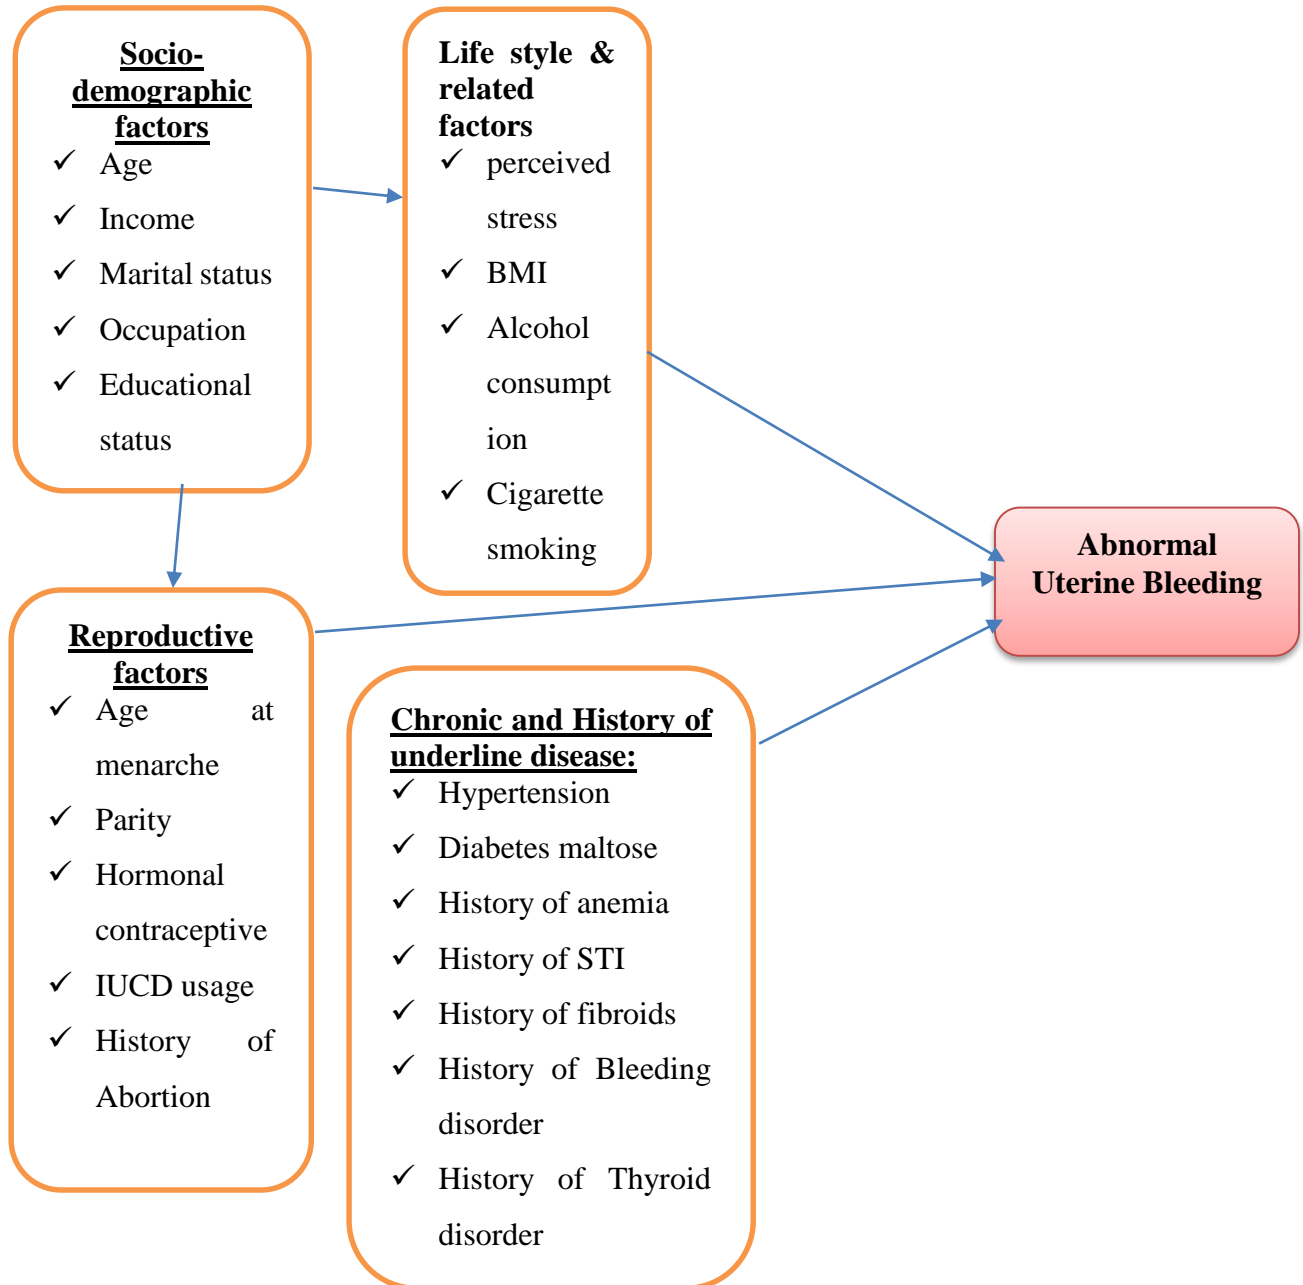 Socio-
demographic
factors
✓ Age
✓ Income
✓ Marital status
✓ Occupation
✓ Educational
status
Life style &
related
factors
✓ perceived
stress
✓ BMI
✓ Alcohol
consumpt
ion
✓ Cigarette
smoking
Abnormal
Uterine Bleeding
Reproductive
factors
✓ Age at
menarche
✓ Parity
✓ Hormonal
contraceptive
✓ IUCD usage
✓ History of
Abortion
Chronic and History of
underline disease:
✓ Hypertension
✓ Diabetes maltose
✓ History of anemia
✓ History of STI
✓ History of fibroids
✓ History of Bleeding
disorder
✓ History of Thyroid
disorder